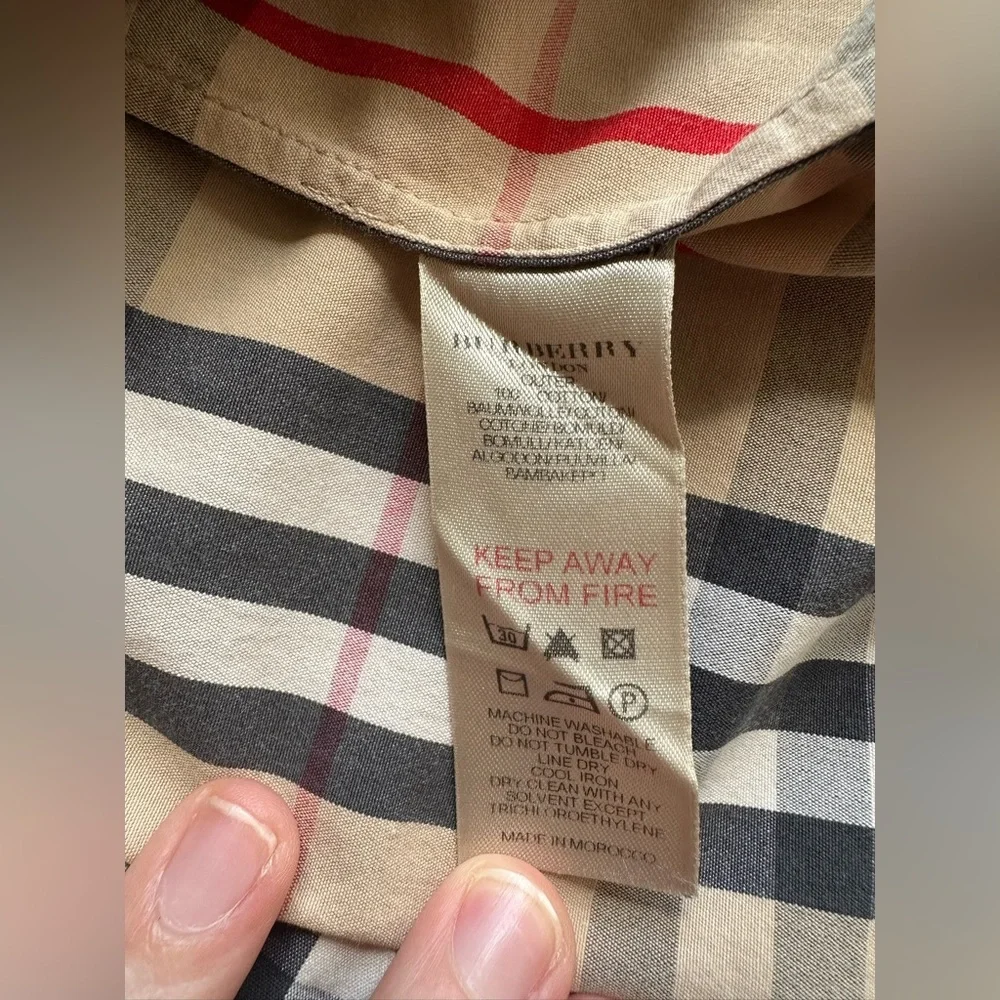 BURBERRY
LONDON
OUTER
100% COTTON/
BAUMWOLLE/COTON/
COTONE/BOMULD/
BOMULL/KATOEN/
ALGODON/PUUVILLA/
KEEP AWAY
FROM FIRE
30
P
MACHINE WASHABLE
DO NOT BLEACH
DO NOT TUMBLE DRY
LINE DRY
COOL IRON
DRY CLEAN WITH ANY
SOLVENT EXCEPT
TRICHLOROETHYLENE
MADE IN MOROCCO